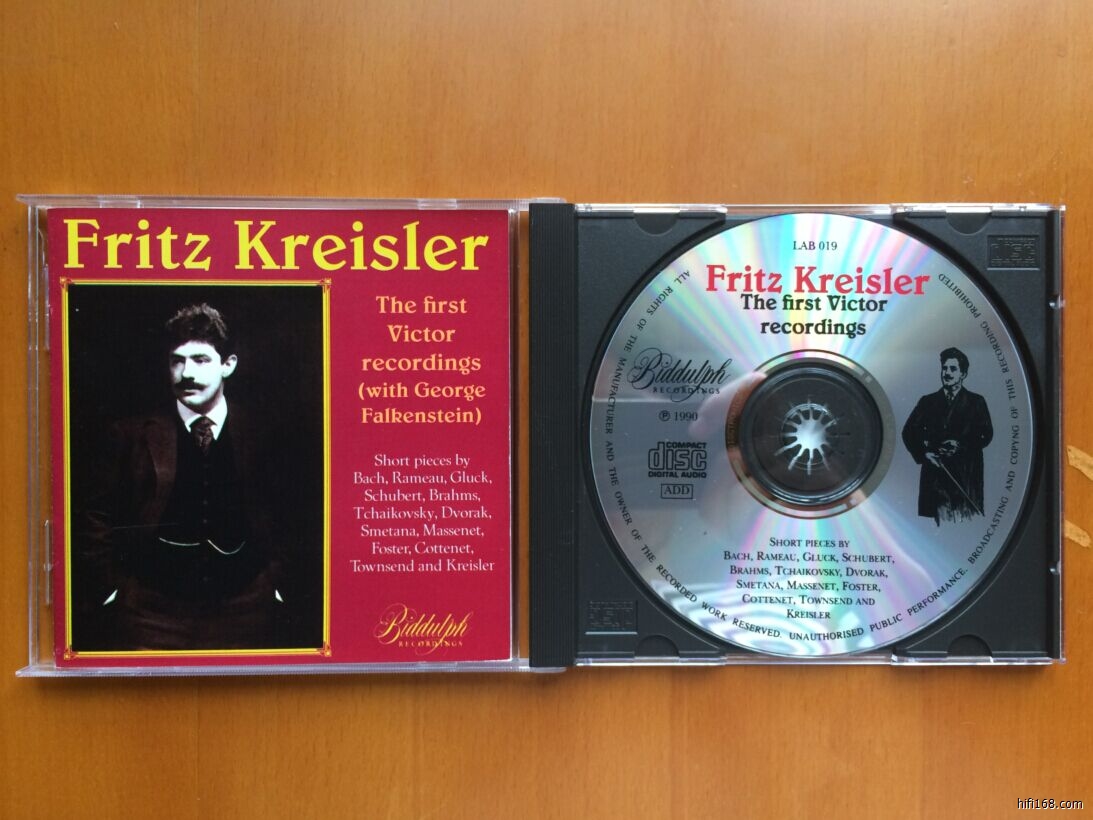 Fritz Kreisler
The first
Victor
recordings
(with George
Falkenstein)
Short pieces by
Bach, Rameau, Gluck,
Schubert, Brahms,
Tchaikovsky, Dvorak,
Smetana, Massenet,
Foster, Cottenet,
Townsend and Kreisler
Biddulph
RECORDINGS
LAB 019
Fritz Kreisler
The first Victor
recordings
Biddulph
RECORDINGS
℗ 1990
COMPACT
disc
DIGITAL AUDIO
ADD
SHORT PIECES BY
BACH, RAMEAU, GLUCK, SCHUBERT,
BRAHMS, TCHAIKOVSKY, DVORAK,
SMETANA, MASSENET, FOSTER,
COTTENET, TOWNSEND AND
KREISLER
ALL RIGHTS OF THE MANUFACTURER AND THE OWNER OF THE RECORDED WORK RESERVED. UNAUTHORISED PUBLIC PERFORMANCE. BROADCASTING AND COPYNG OF THIS RECORDING PROHIBITED
hifi168.com